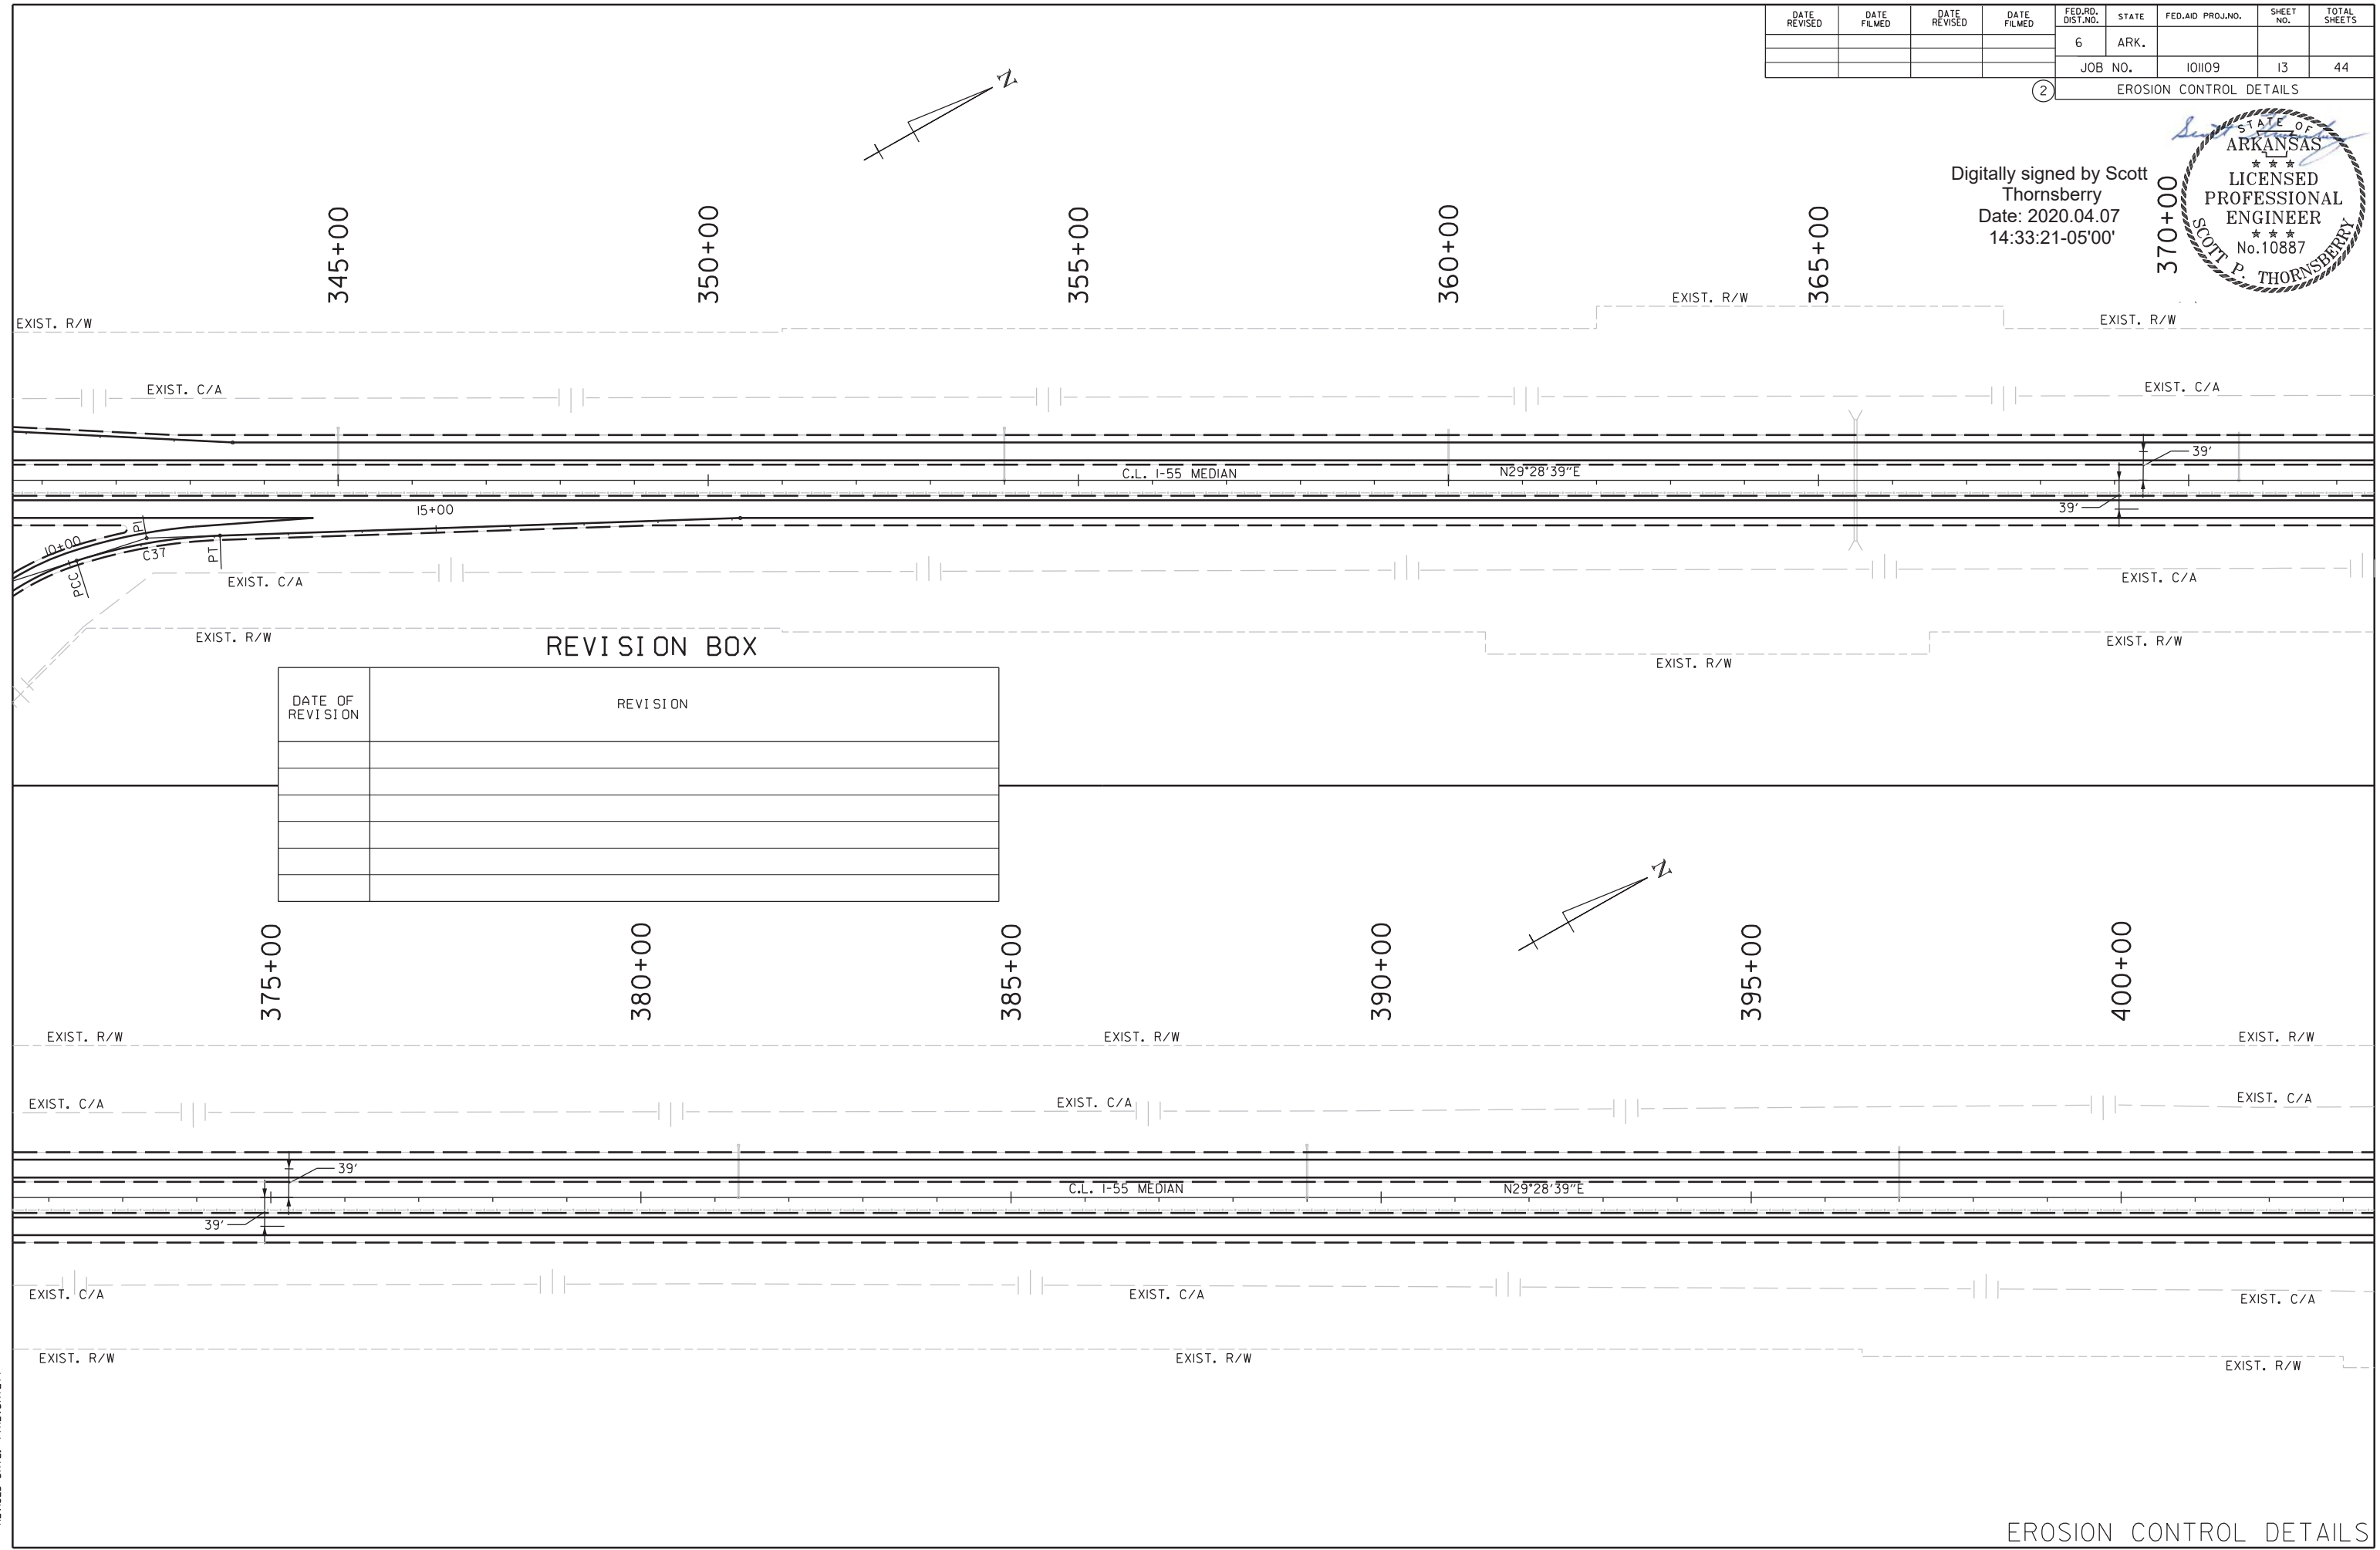 DATE REVISED
DATE FILMED
DATE REVISED
DATE FILMED
FED.RD. DIST.NO.
STATE
FED.AID PROJ.NO.
SHEET NO.
TOTAL SHEETS
6
ARK.
JOB NO.
101109
13
44
2
EROSION CONTROL DETAILS
N
Digitally signed by Scott
Thornsberry
Date: 2020.04.07
14:33:21-05'00'
STATE OF
ARKANSAS
LICENSED
PROFESSIONAL
ENGINEER
No.10887
SCOTT P. THORNSBERRY
345+00
350+00
355+00
360+00
365+00
370+00
EXIST. R/W
EXIST. R/W
EXIST. R/W
EXIST. C/A
EXIST. C/A
39'
C.L. I-55 MEDIAN
N29°28'39"E
39'
15+00
10+00
PI
C37
PT
PCC
EXIST. C/A
EXIST. C/A
EXIST. R/W
EXIST. R/W
EXIST. R/W
REVISION BOX
DATE OF
REVISION
REVISION
N
375+00
380+00
385+00
390+00
395+00
400+00
EXIST. R/W
EXIST. R/W
EXIST. R/W
EXIST. C/A
EXIST. C/A
EXIST. C/A
39'
C.L. I-55 MEDIAN
N29°28'39"E
39'
EXIST. C/A
EXIST. C/A
EXIST. C/A
EXIST. R/W
EXIST. R/W
EXIST. R/W
EROSION CONTROL DETAILS